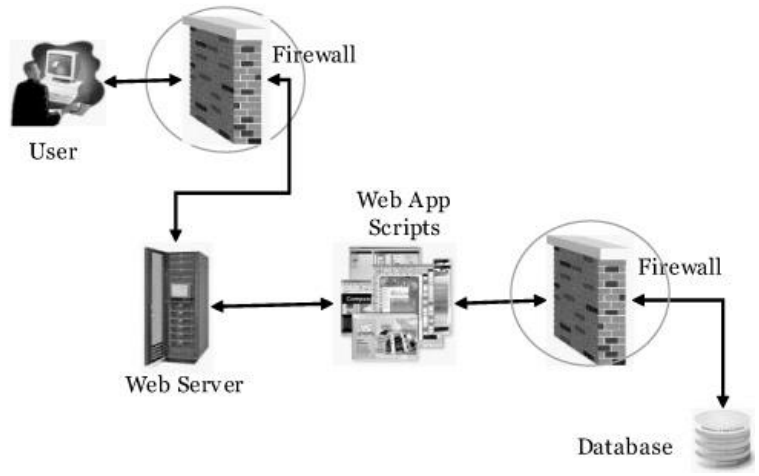 Firewall
User
Web App
Scripts
Firewall
Web Server
Database